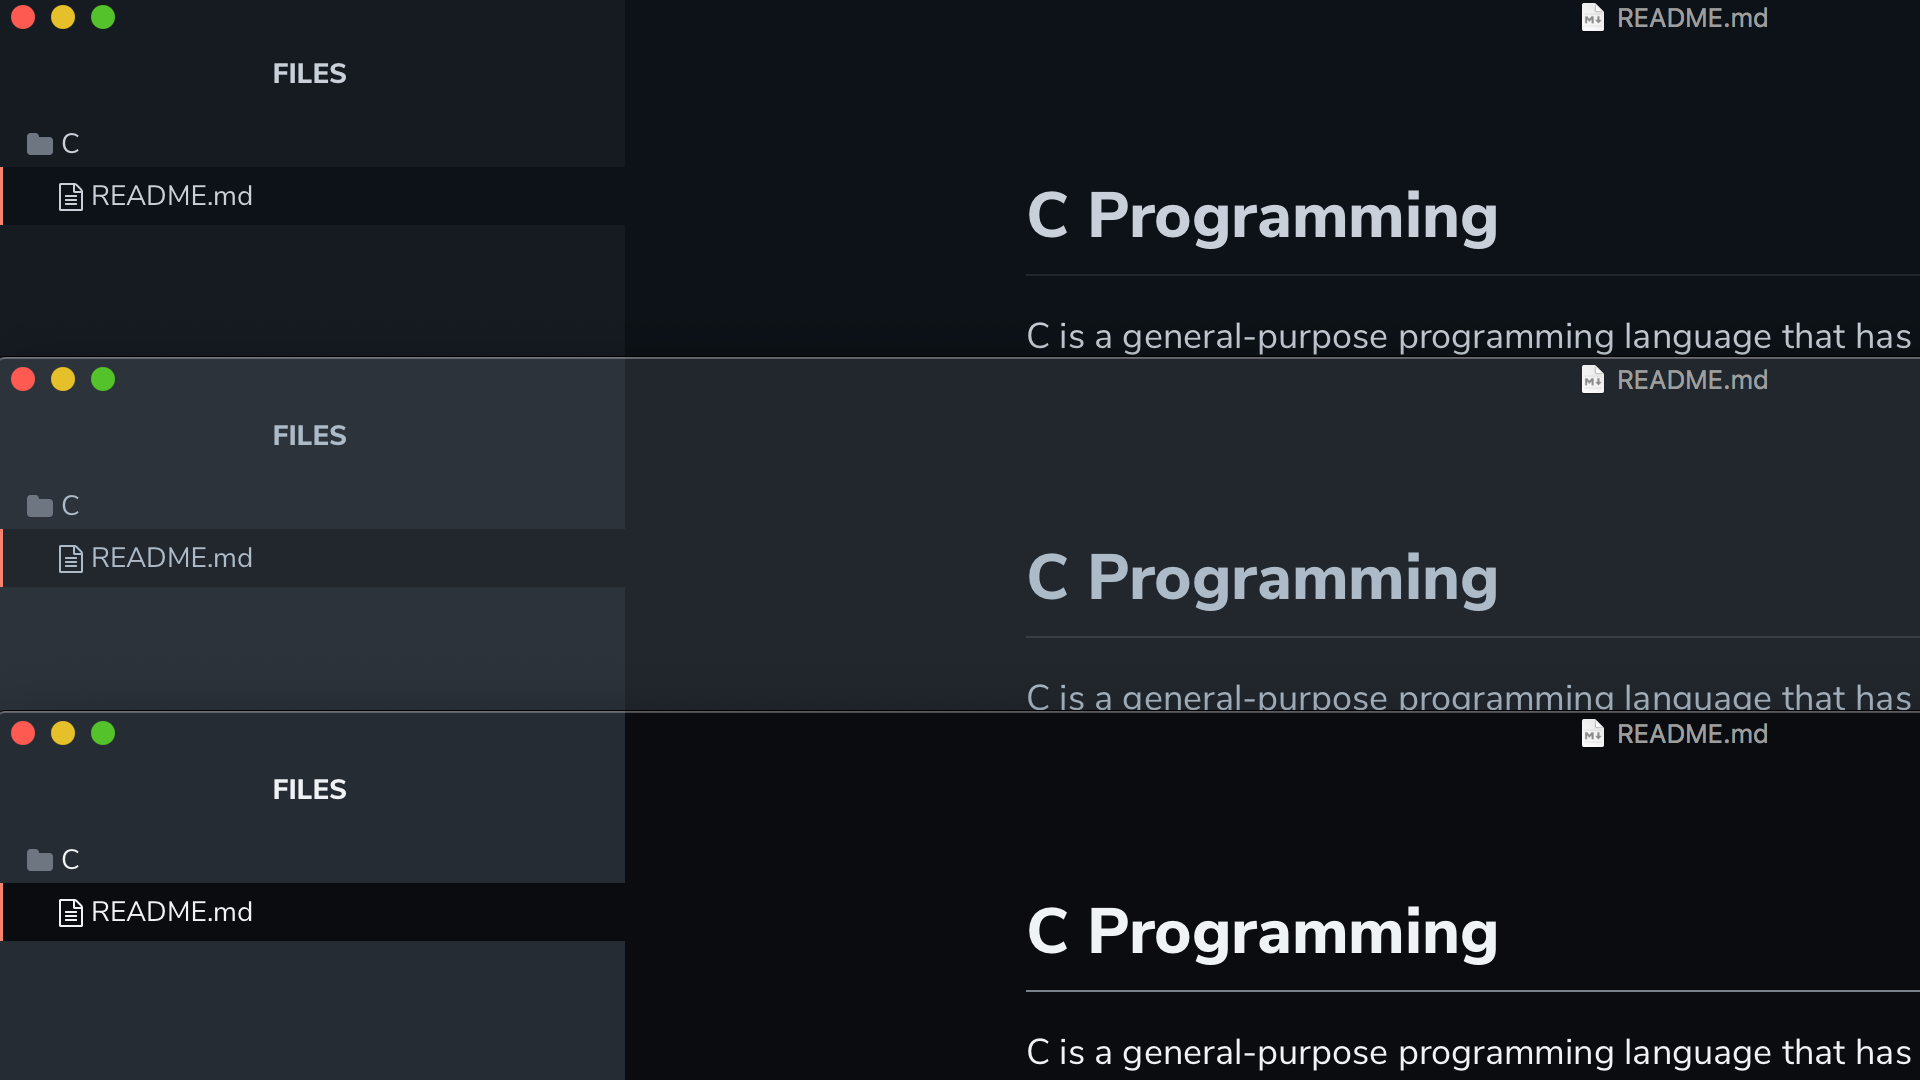 README.md
FILES
C
README.md
C Programming
C is a general-purpose programming language that has
README.md
FILES
C
README.md
C Programming
C is a general-purpose programming language that has
README.md
FILES
C
README.md
C Programming
C is a general-purpose programming language that has